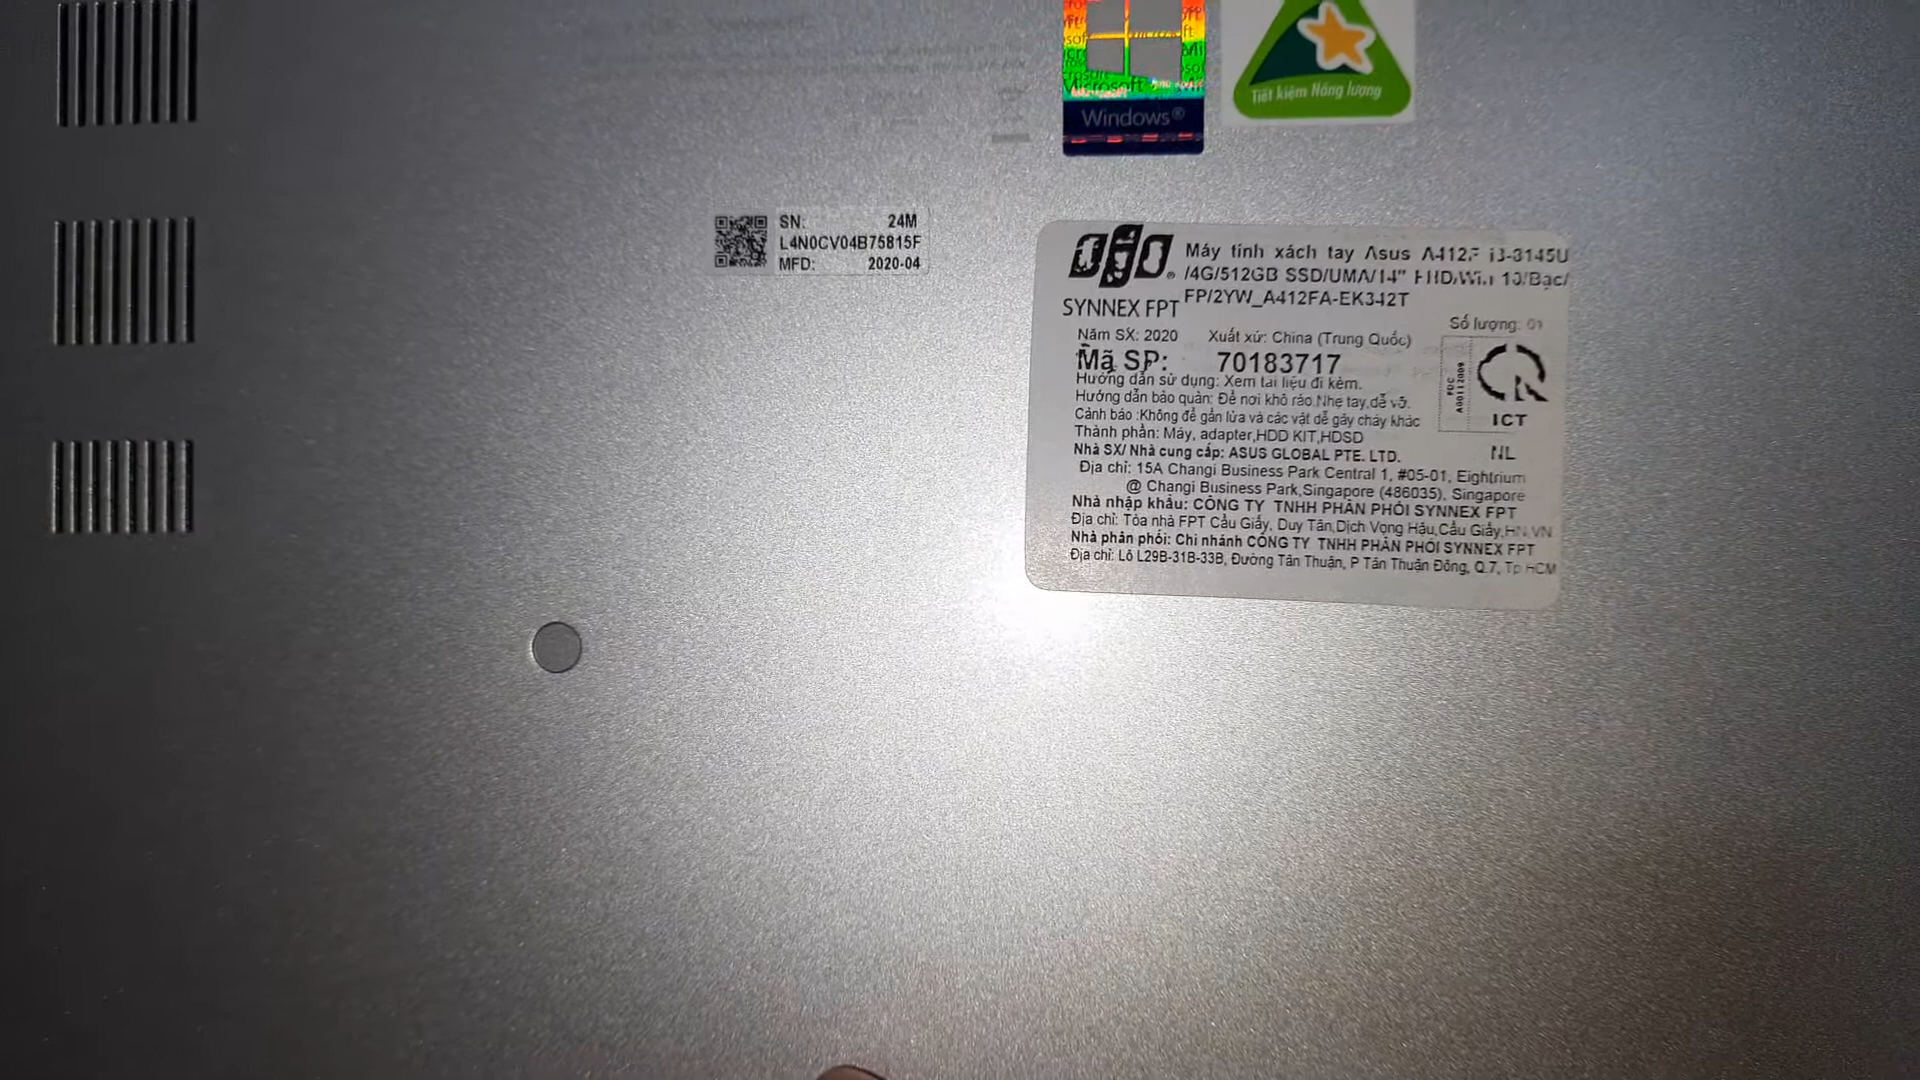 Microsoft
Windows®
Tiết kiệm Năng lượng
SN: 24M
L4N0CV04B75815F
MFD: 2020-04
Máy tính xách tay Asus A412F i3-8145U
/4G/512GB SSD/UMA/14" FHD/Win 10/Bạc/
FP/2YW_A412FA-EK342T
SYNNEX FPT
Số lượng: 01
Năm SX: 2020 Xuất xứ: China (Trung Quốc)
Mã SP: 70183717
Hướng dẫn sử dụng: Xem tài liệu đi kèm.
Hướng dẫn bảo quản: Để nơi khô ráo,Nhẹ tay,dễ vỡ.
Cảnh báo :Không để gần lửa và các vật dễ gây cháy khác
Thành phần: Máy, adapter,HDD KIT,HDSD
ICT
Nhà SX/ Nhà cung cấp: ASUS GLOBAL PTE. LTD.
NL
Địa chỉ: 15A Changi Business Park Central 1, #05-01, Eightrium
@ Changi Business Park,Singapore (486035), Singapore
Nhà nhập khẩu: CÔNG TY TNHH PHÂN PHỐI SYNNEX FPT
Địa chỉ: Tòa nhà FPT Cầu Giấy, Duy Tân,Dịch Vọng Hậu,Cầu Giấy,HN,VN
Nhà phân phối: Chi nhánh CÔNG TY TNHH PHÂN PHỐI SYNNEX FPT
Địa chỉ: Lô L29B-31B-33B, Đường Tân Thuận, P Tân Thuận Đông, Q.7, Tp HCM